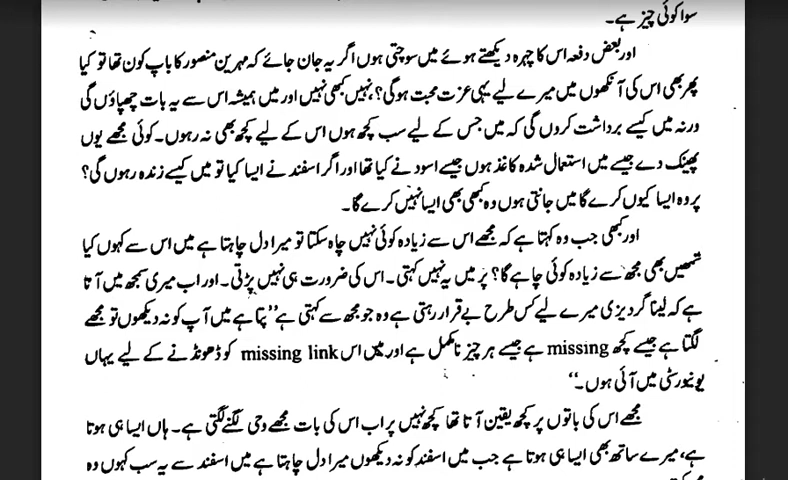 سوا کوئی چیز ہے۔
اور بعض دفعہ اس کا چہرہ دیکھتے ہوئے میں سوچتی ہوں اگر یہ جان جائے کہ مہرین منصور کا باپ کون تھا تو کیا
پھر بھی اس کی آنکھوں میں میرے لیے یہی عزت محبت ہوگی؟، نہیں کبھی نہیں اور میں ہمیشہ اس سے یہ بات چھپاؤں گی
ورنہ میں کیسے برداشت کروں گی کہ میں جس کے لیے سب کچھ ہوں اس کے لیے کچھ بھی نہ رہوں۔ کوئی مجھے یوں
پھینک دے جیسے میں استعمال شدہ کاغذ ہوں جیسے اسود نے کیا تھا اور اگر اسفند نے ایسا کیا تو میں کیسے زندہ رہوں گی؟
پر وہ ایسا کیوں کرے گا میں جانتی ہوں وہ کبھی بھی ایسا نہیں کرے گا۔
اور کبھی جب وہ کہتا ہے کہ مجھے اس سے زیادہ کوئی نہیں چاہ سکتا تو میرا دل چاہتا ہے میں اس سے کہوں کیا
تمھیں بھی مجھ سے زیادہ کوئی چاہے گا؟ پر میں یہ نہیں کہتی۔ اس کی ضرورت ہی نہیں پڑتی۔ اور اب میری سمجھ میں آتا
ہے کہ لینا گردیزی میرے لیے کس طرح بے قرار رہتی ہے وہ جو مجھ سے کہتی ہے ''پتا ہے میں آپ کو نہ دیکھوں تو مجھے
لگتا ہے جیسے کچھ missing ہے جیسے ہر چیز نامکمل ہے اور میں اس missing link کو ڈھونڈنے کے لیے یہاں
یونیورسٹی میں آئی ہوں۔''
مجھے اس کی باتوں پر کچھ یقین آتا تھا کچھ نہیں پر اب اس کی بات مجھے وحی لگنے لگتی ہے۔ ہاں ایسا ہی ہوتا
ہے، میرے ساتھ بھی ایسا ہی ہوتا ہے جب میں اسفند کو نہ دیکھوں میرا دل چاہتا ہے میں اسفند سے یہ سب کہوں وہ